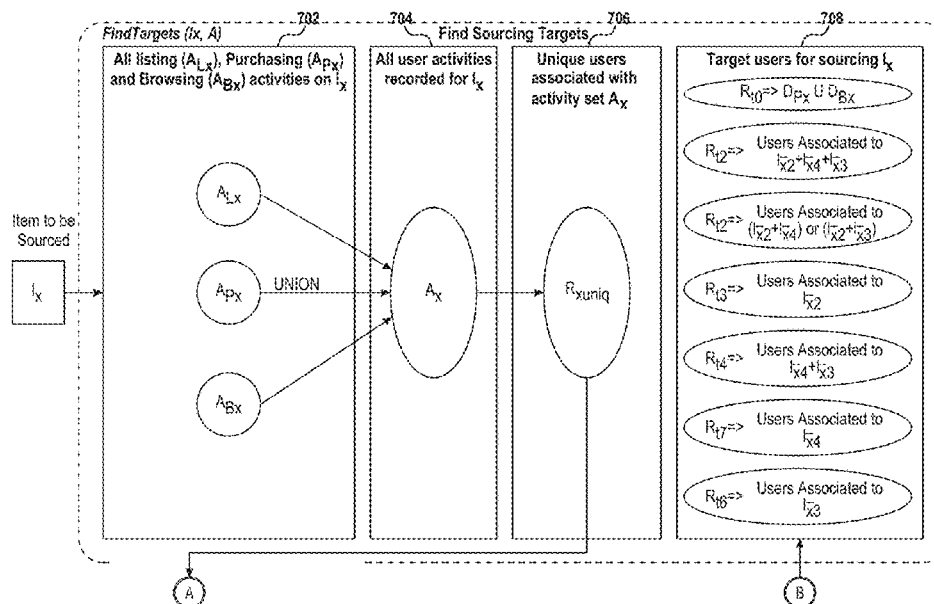 702
704
706
708
FindTargets (Ix, A)
Find Sourcing Targets
All listing (ALx), Purchasing (APx)
and Browsing (ABx) activities on Ix
All user activities
recorded for Ix
Unique users
associated with
activity set Ax
Target users for sourcing Ix
Item to be
Sourced
Ix
ALx
APx
ABx
UNION
Ax
Rxuniq
Rt0=> DPx U DBx
Rt2=> Users Associated to
Ix2+Ix4+Ix3
Rt2=> Users Associated to
(Ix2+Ix4) or (Ix2+Ix3)
Rt3=> Users Associated to
Ix2
Rt4=> Users Associated to
Ix4+Ix3
Rt7=> Users Associated to
Ix4
Rt6=> Users Associated to
Ix3
A
B